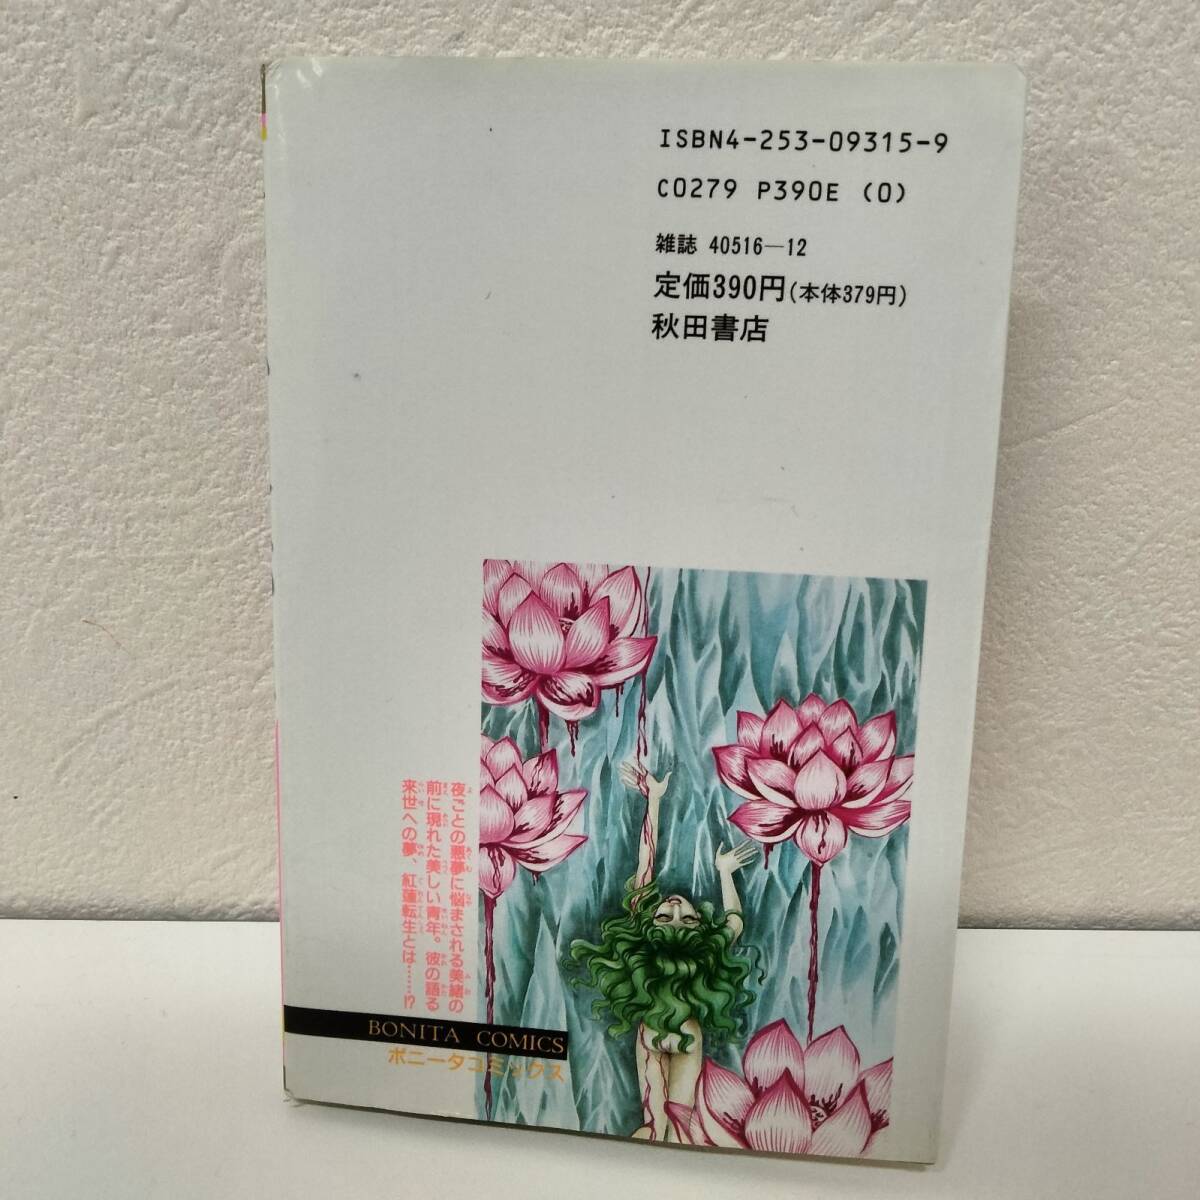 ISBN4-253-09315-9
C0279 P390E (0)
雑誌 40516—12
定価390円(本体379円)
秋田書店
夜ごとの悪夢に悩まされる美緒の
前に現れた美しい青年。彼の語る
来世への夢、紅蓮転生とは……!?
BONITA COMICS
ボニータコミックス